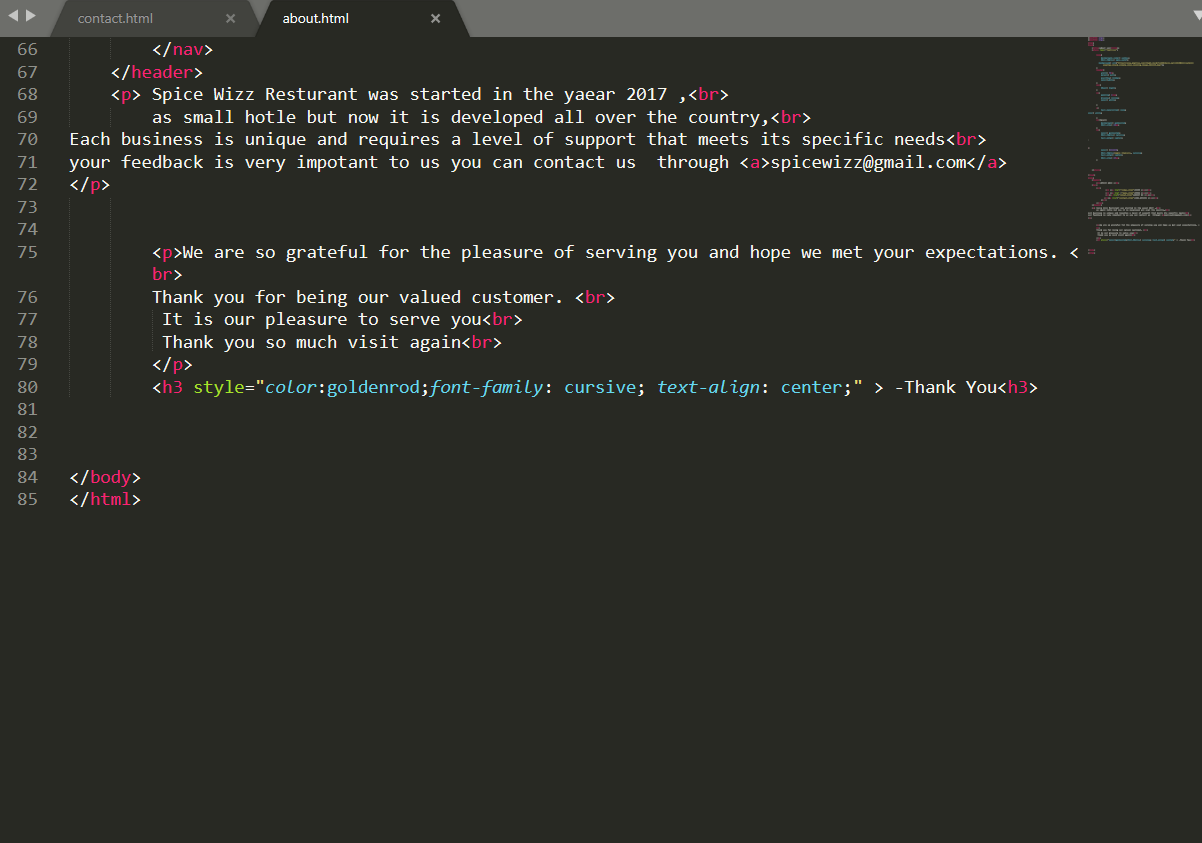 contact.html × about.html ×
66 </nav>
67 </header>
68 <p> Spice Wizz Resturant was started in the yaear 2017 ,<br>
69 as small hotle but now it is developed all over the country,<br>
70 Each business is unique and requires a level of support that meets its specific needs<br>
71 your feedback is very impotant to us you can contact us  through <a>spicewizz@gmail.com</a>
72 </p>
73
74
75 <p>We are so grateful for the pleasure of serving you and hope we met your expectations. <
br>
76 Thank you for being our valued customer. <br>
77 It is our pleasure to serve you<br>
78 Thank you so much visit again<br>
79 </p>
80 <h3 style="color:goldenrod;font-family: cursive; text-align: center;" > -Thank You<h3>
81
82
83
84 </body>
85 </html>